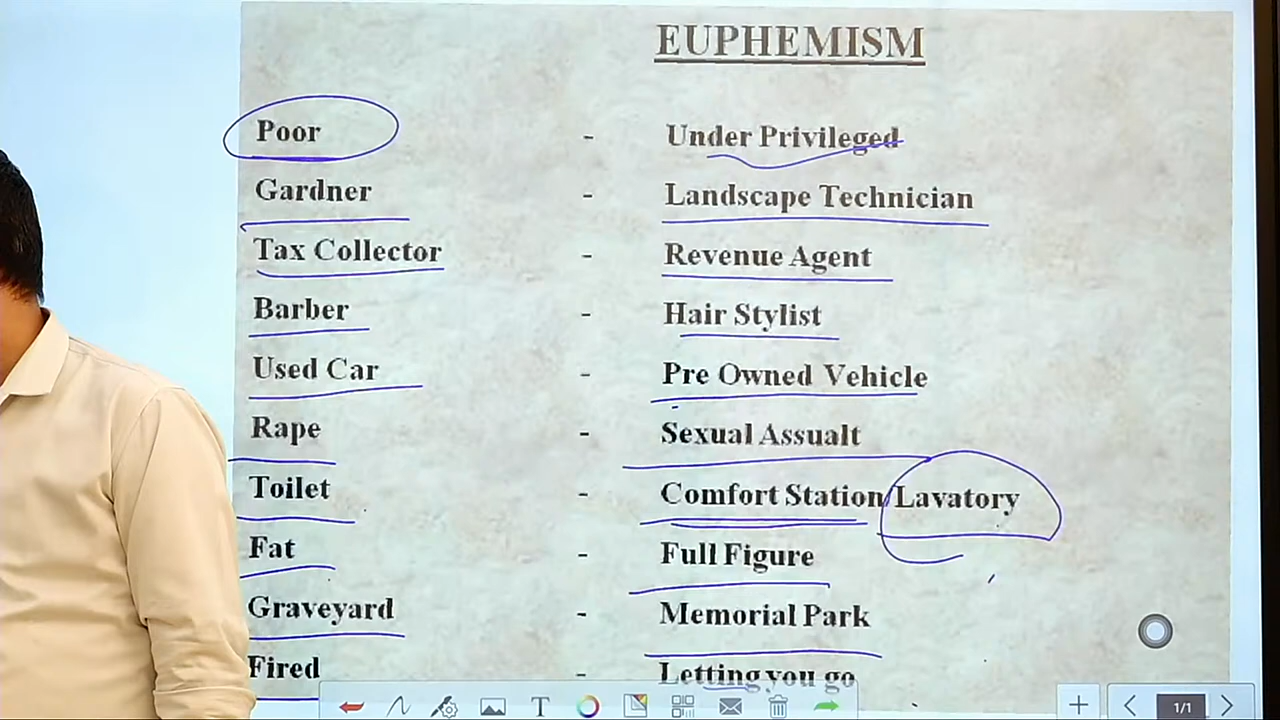 EUPHEMISM
Poor - Under Privileged
Gardner - Landscape Technician
Tax Collector - Revenue Agent
Barber - Hair Stylist
Used Car - Pre Owned Vehicle
Rape - Sexual Assualt
Toilet - Comfort Station/Lavatory
Fat - Full Figure
Graveyard - Memorial Park
Fired - Letting you go
T
1/1